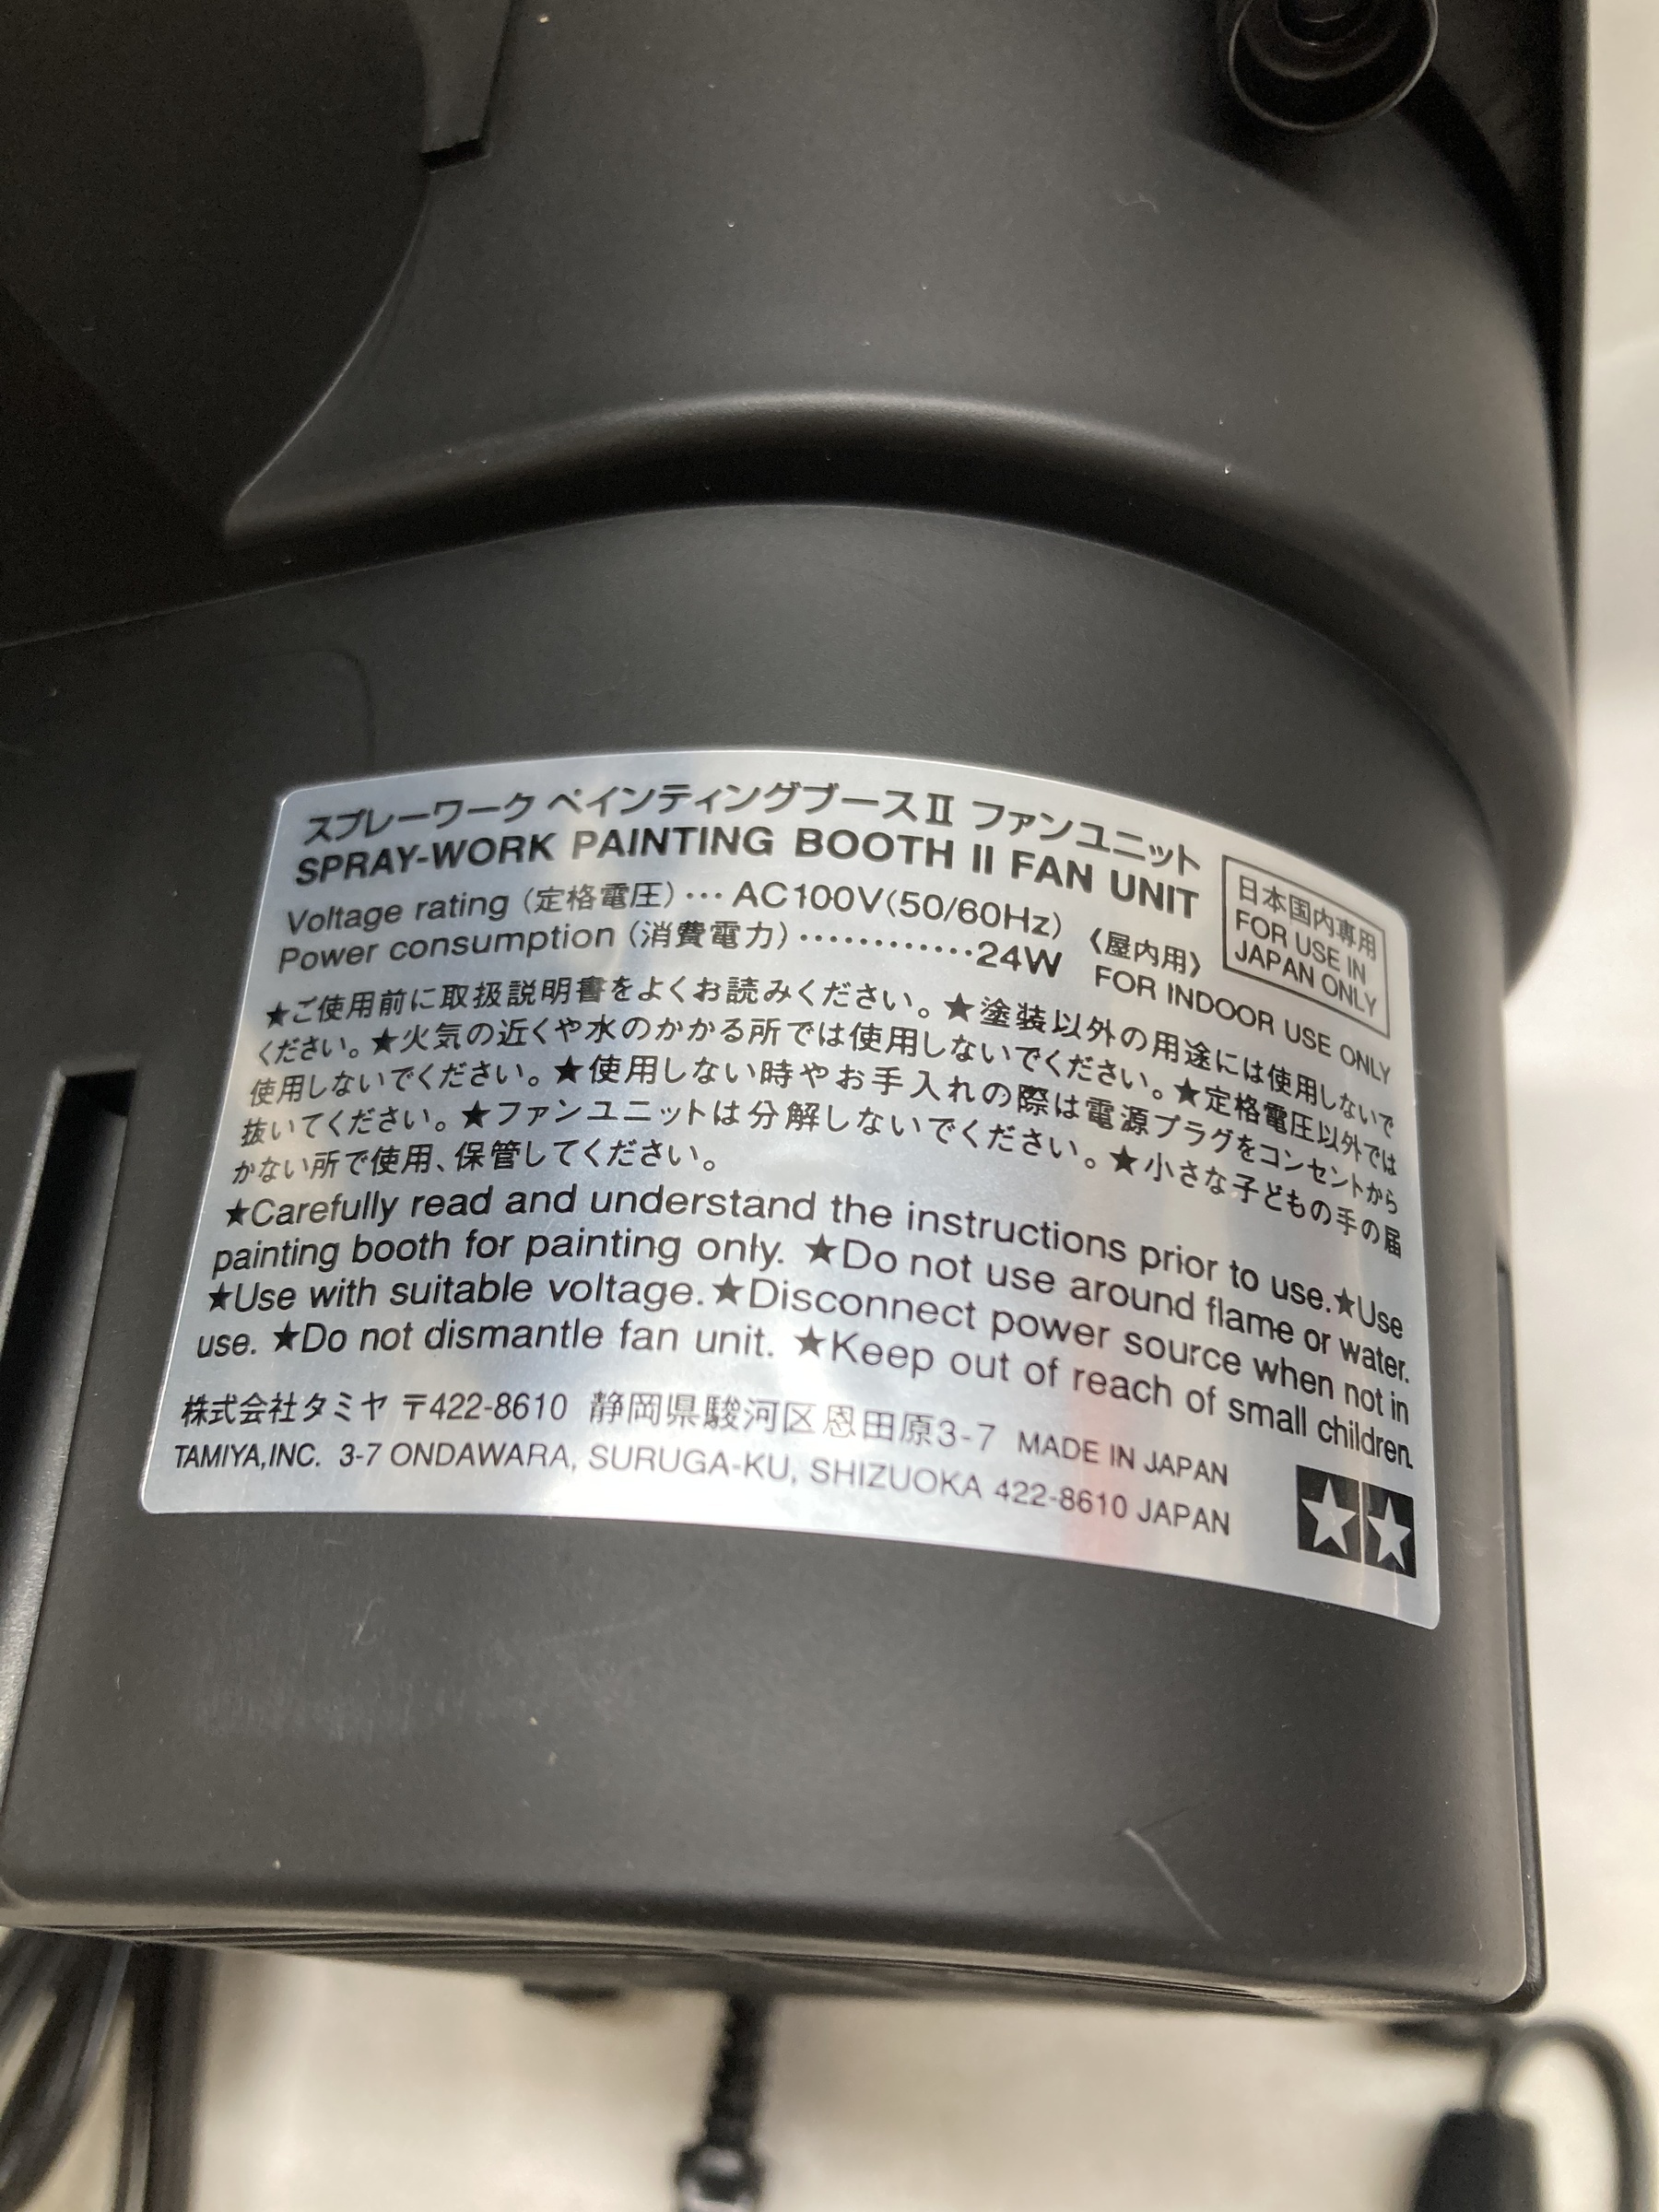 スプレーワーク ペインティングブースⅡ ファンユニット
SPRAY-WORK PAINTING BOOTH II FAN UNIT
日本国内専用
FOR USE IN
JAPAN ONLY
Voltage rating (定格電圧) ··· AC100V(50/60Hz)
Power consumption (消費電力) ············24W
《屋内用》
FOR INDOOR USE ONLY
★ご使用前に取扱説明書をよくお読みください。★塗装以外の用途には使用しないで
ください。★火気の近くや水のかかる所では使用しないでください。★定格電圧以外では
使用しないでください。★使用しない時やお手入れの際は電源プラグをコンセントから
抜いてください。★ファンユニットは分解しないでください。★小さな子どもの手の届
かない所で使用、保管してください。
★Carefully read and understand the instructions prior to use.★Use
painting booth for painting only. ★Do not use around flame or water.
★Use with suitable voltage.★Disconnect power source when not in
use. ★Do not dismantle fan unit. ★Keep out of reach of small children.
株式会社タミヤ 〒422-8610 静岡県駿河区恩田原3-7 MADE IN JAPAN
TAMIYA,INC. 3-7 ONDAWARA, SURUGA-KU, SHIZUOKA 422-8610 JAPAN